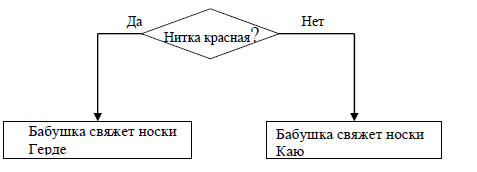 Да
Нет
Нитка красная?
Бабушка свяжет носки
Герде
Бабушка свяжет носки
Каю